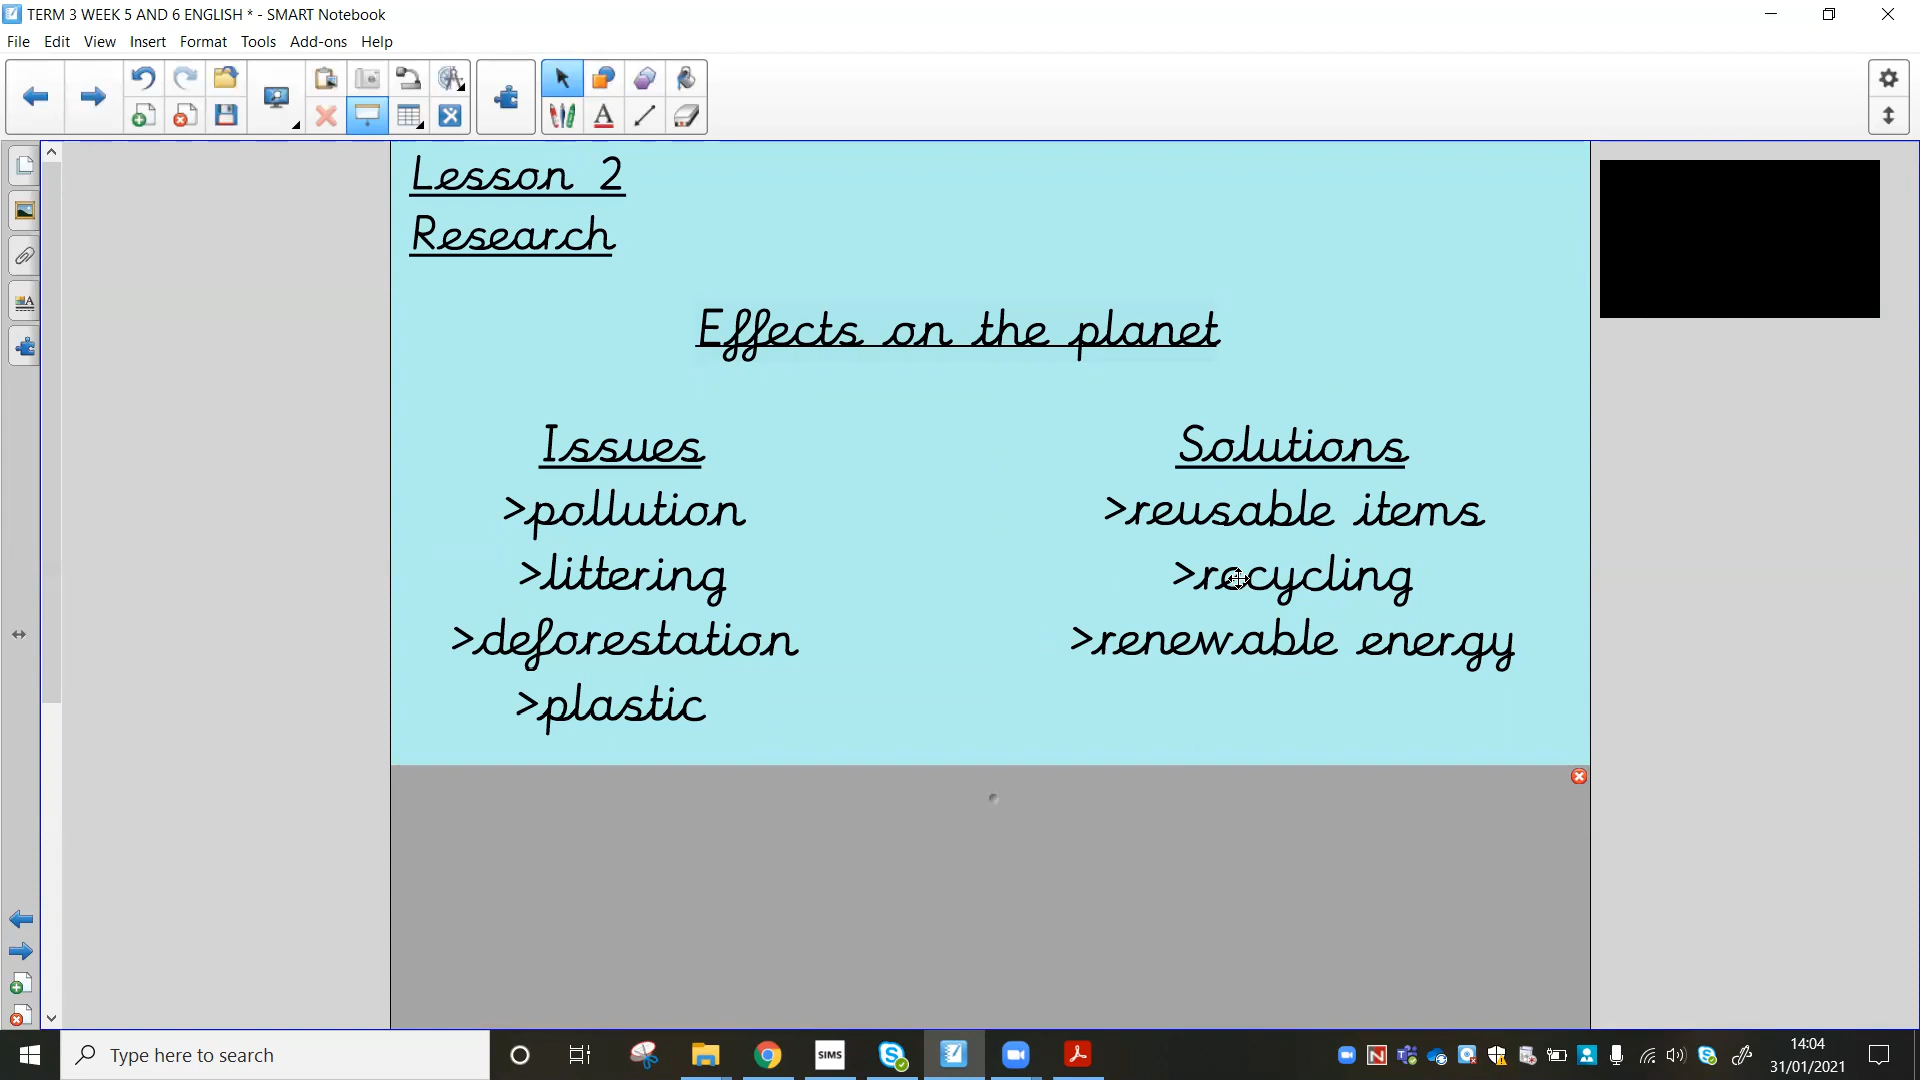 TERM 3 WEEK 5 AND 6 ENGLISH * - SMART Notebook
File Edit View Insert Format Tools Add-ons Help
Lesson 2
Research
Effects on the planet
Issues
>pollution
>littering
>deforestation
>plastic
Solutions
>reusable items
>recycling
>renewable energy
Type here to search
SIMS
14:04
31/01/2021